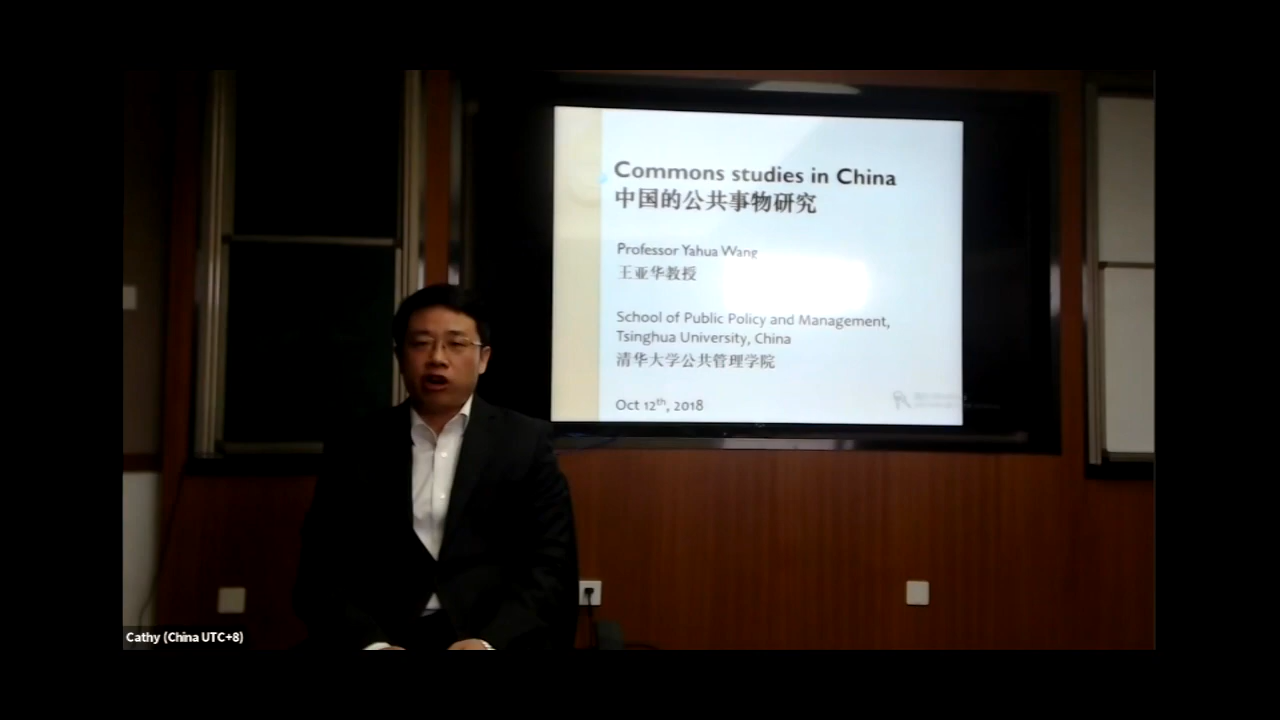 Commons studies in China
中国的公共事物研究
Professor Yahua Wang
王亚华教授
School of Public Policy and Management,
Tsinghua University, China
清华大学公共管理学院
Oct 12th, 2018
Cathy (China UTC+8)